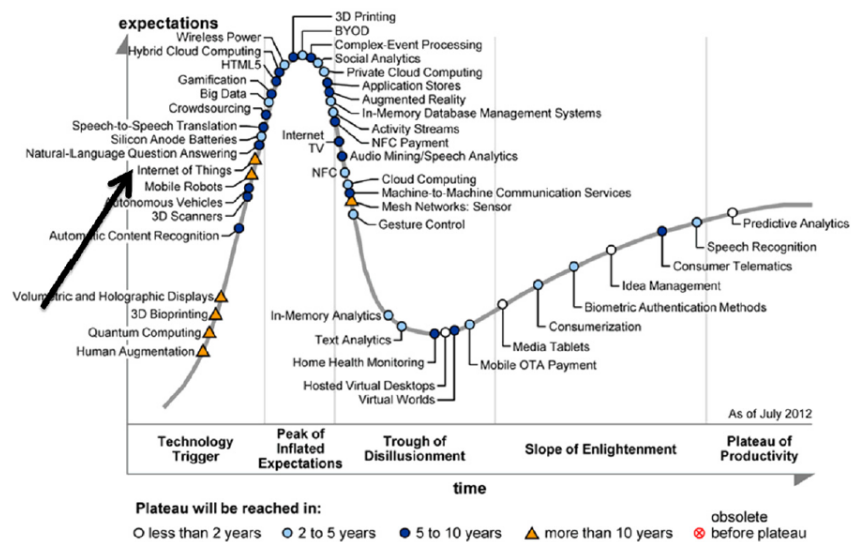 expectations
Wireless Power
Hybrid Cloud Computing
HTML5
Gamification
Big Data
Crowdsourcing
Speech-to-Speech Translation
Silicon Anode Batteries
Natural-Language Question Answering
Internet of Things
Mobile Robots
Autonomous Vehicles
3D Scanners
Automatic Content Recognition
Volumetric and Holographic Displays
3D Bioprinting
Quantum Computing
Human Augmentation
3D Printing
BYOD
Complex-Event Processing
Social Analytics
Private Cloud Computing
Application Stores
Augmented Reality
In-Memory Database Management Systems
Activity Streams
NFC Payment
Internet
TV
Audio Mining/Speech Analytics
NFC
Cloud Computing
Machine-to-Machine Communication Services
Mesh Networks: Sensor
Gesture Control
In-Memory Analytics
Text Analytics
Home Health Monitoring
Hosted Virtual Desktops
Virtual Worlds
Mobile OTA Payment
Media Tablets
Consumerization
Biometric Authentication Methods
Idea Management
Consumer Telematics
Speech Recognition
Predictive Analytics
As of July 2012
Technology
Trigger
Peak of
Inflated
Expectations
Trough of
Disillusionment
Slope of Enlightenment
Plateau of
Productivity
time
Plateau will be reached in:
less than 2 years
2 to 5 years
5 to 10 years
more than 10 years
obsolete
before plateau